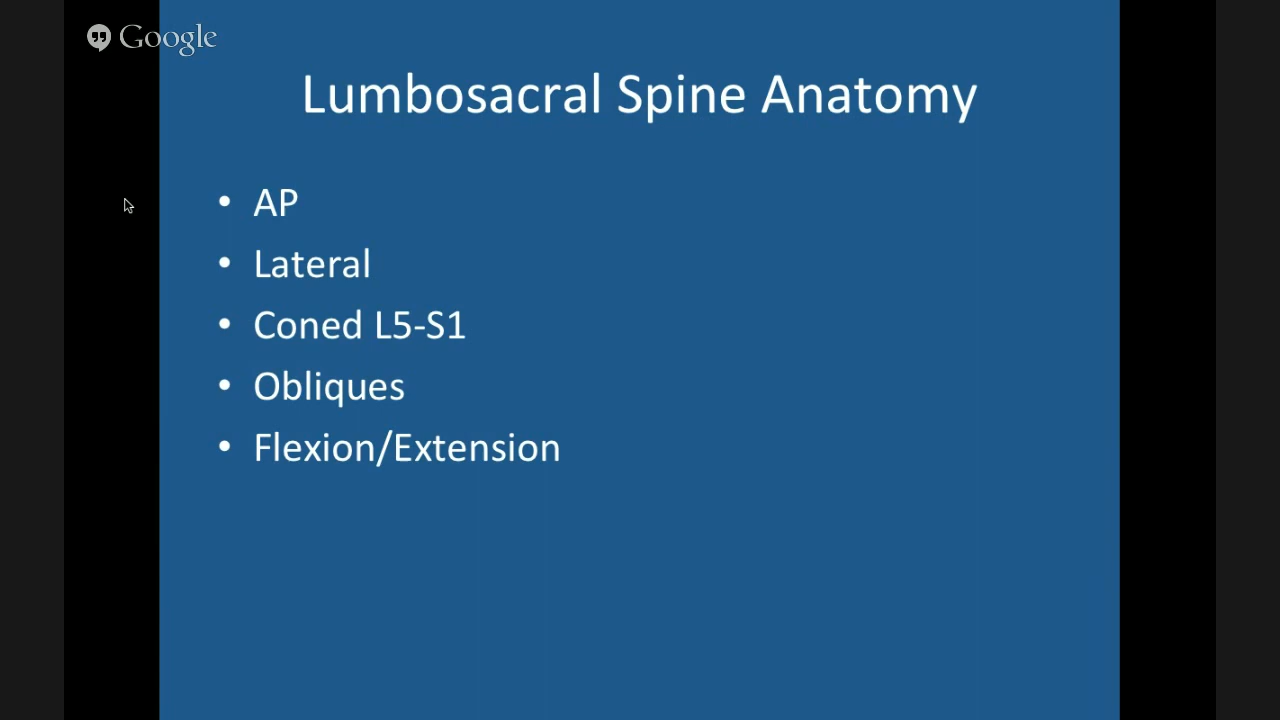 Google
Lumbosacral Spine Anatomy
• AP
• Lateral
• Coned L5-S1
• Obliques
• Flexion/Extension